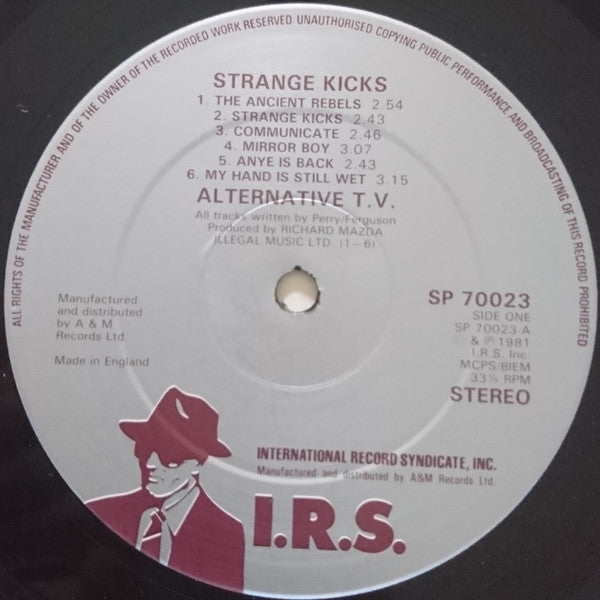 ALL RIGHTS OF THE MANUFACTURER AND OF THE OWNER OF THE RECORDED WORK RESERVED UNAUTHORISED COPYING PUBLIC PERFORMANCE AND BROADCASTING OF THIS RECORD PROHIBITED
STRANGE KICKS
1. THE ANCIENT REBELS 2.54
2. STRANGE KICKS 2.43
3. COMMUNICATE 2.46
4. MIRROR BOY 3.07
5. ANYE IS BACK 2.43
6. MY HAND IS STILL WET 3.15
ALTERNATIVE T.V.
All tracks written by Perry/Ferguson
Produced by RICHARD MAZDA
ILLEGAL MUSIC LTD. (1–6)
Manufactured
and distributed
by A & M
Records Ltd.
Made in England
SP 70023
SIDE ONE
SP 70023-A
© & ℗ 1981
I.R.S. Inc.
MCPS/BIEM
33⅓ RPM
STEREO
INTERNATIONAL RECORD SYNDICATE, INC.
Manufactured and distributed by A&M Records Ltd.
I.R.S.